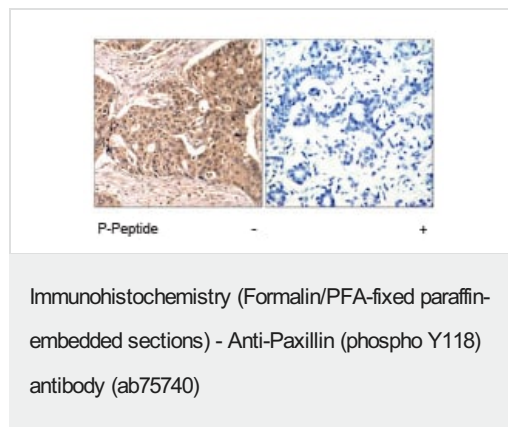 P-Peptide - +
Immunohistochemistry (Formalin/PFA-fixed paraffin-
embedded sections) - Anti-Paxillin (phospho Y118)
antibody (ab75740)